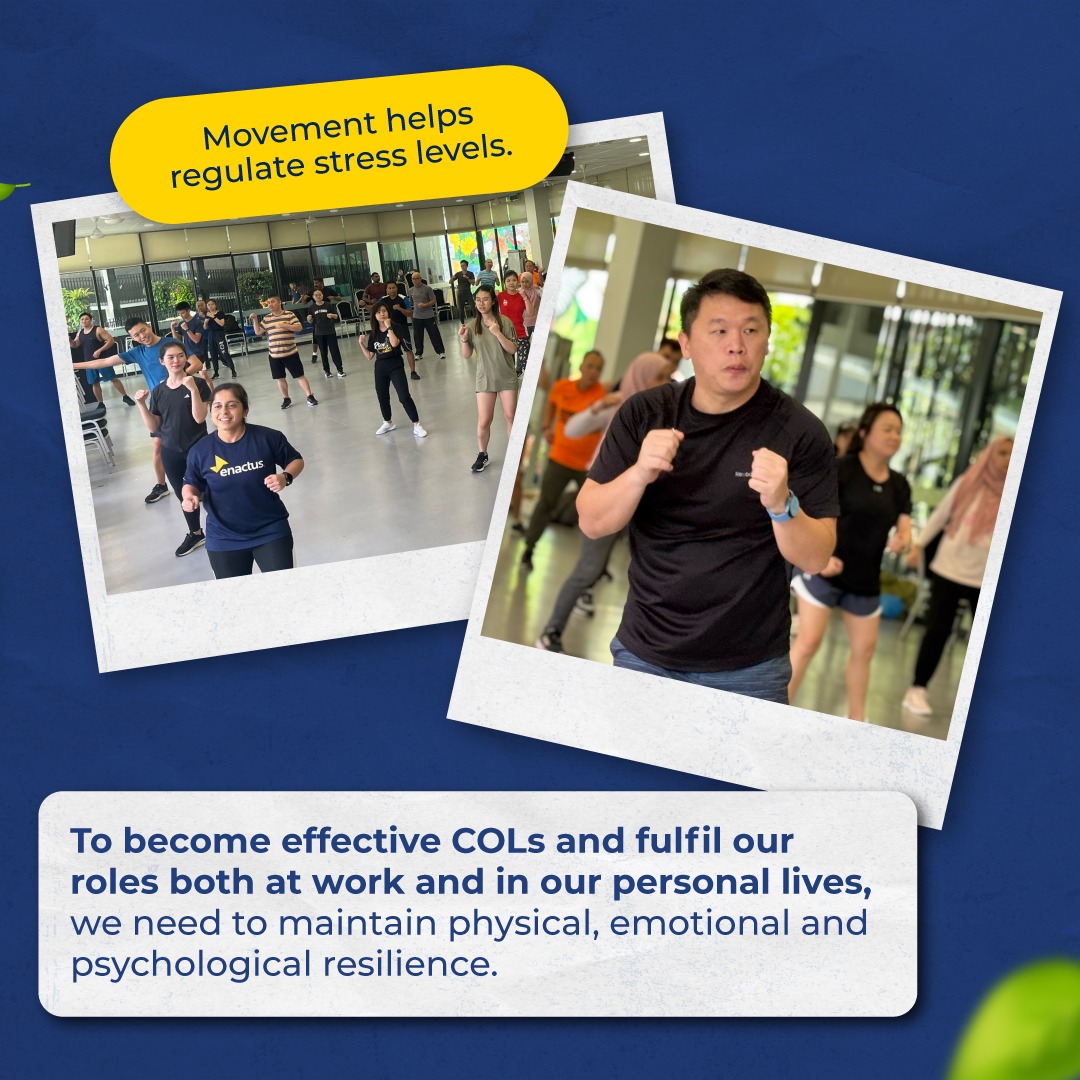 Movement helps
regulate stress levels.
enactus
To become effective COLs and fulfil our
roles both at work and in our personal lives,
we need to maintain physical, emotional and
psychological resilience.